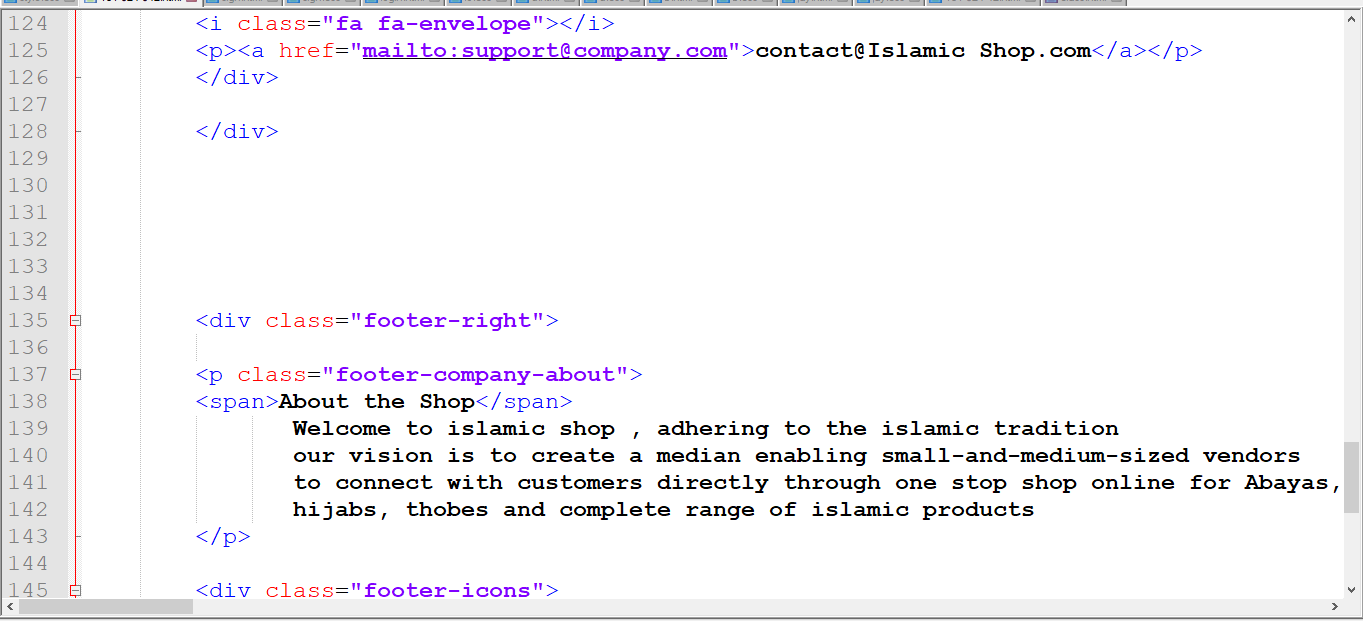 124 <i class="fa fa-envelope"></i>
125 <p><a href="mailto:support@company.com">contact@Islamic Shop.com</a></p>
126 </div>
127
128 </div>
129
130
131
132
133
134
135 <div class="footer-right">
136
137 <p class="footer-company-about">
138 <span>About the Shop</span>
139 Welcome to islamic shop , adhering to the islamic tradition
140 our vision is to create a median enabling small-and-medium-sized vendors
141 to connect with customers directly through one stop shop online for Abayas,
142 hijabs, thobes and complete range of islamic products
143 </p>
144
145 <div class="footer-icons">